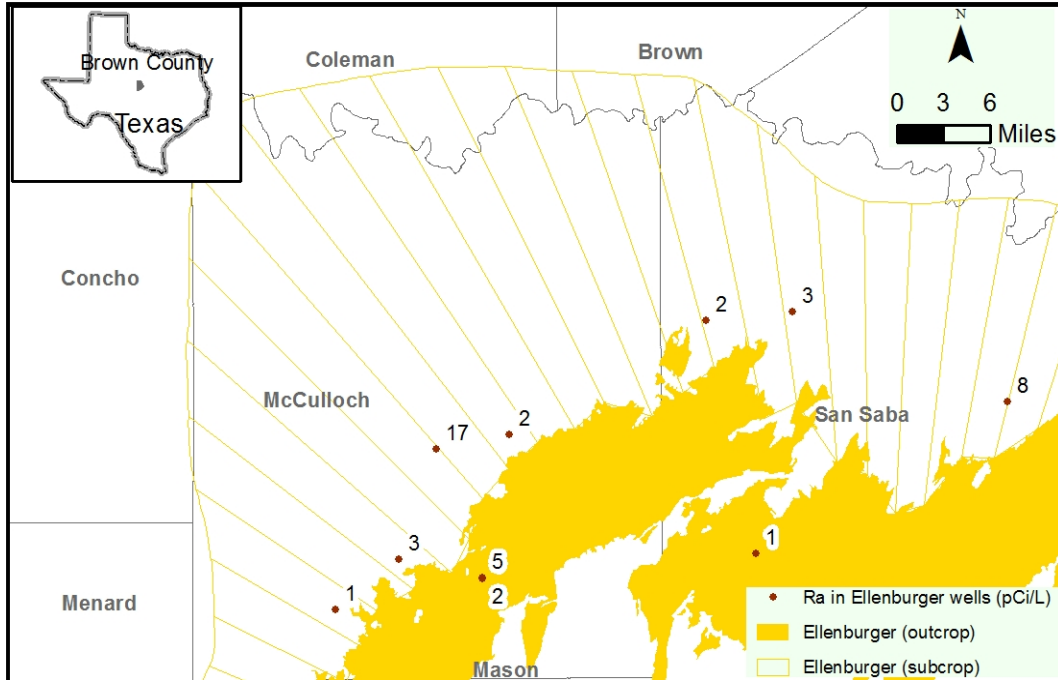 Brown County
Texas
Coleman
Brown
N
0 3 6
Miles
Concho
McCulloch
San Saba
Menard
Mason
2
3
8
17
2
3
1
5
2
1
Ra in Ellenburger wells (pCi/L)
Ellenburger (outcrop)
Ellenburger (subcrop)